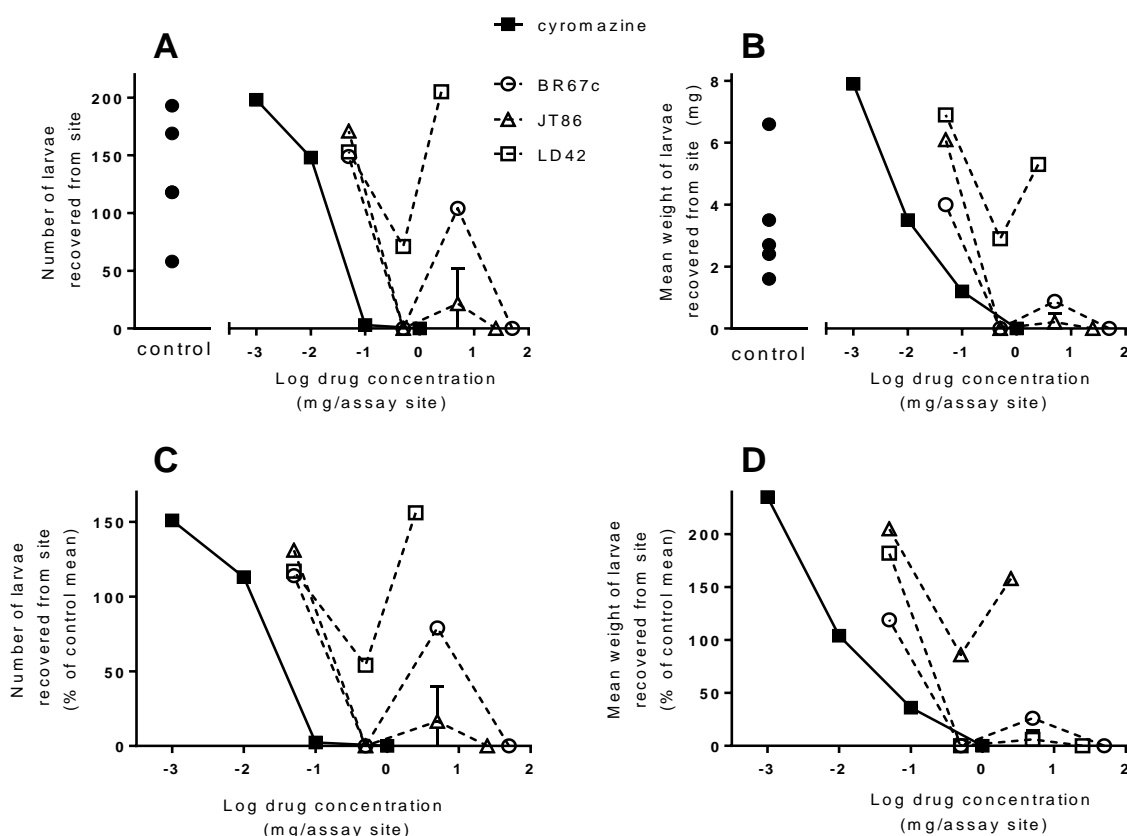 A
cyromazine
BR67c
JT86
LD42
Number of larvae
recovered from site
200
150
100
50
0
control
-3 -2 -1 0 1 2
Log drug concentration
(mg/assay site)
B
Mean weight of larvae
recovered from site (mg)
8
6
4
2
0
control
-3 -2 -1 0 1 2
Log drug concentration
(mg/assay site)
C
Number of larvae
recovered from site
(% of control mean)
150
100
50
0
-3 -2 -1 0 1 2
Log drug concentration
(mg/assay site)
D
Mean weight of larvae
recovered from site
(% of control mean)
200
150
100
50
0
-3 -2 -1 0 1 2
Log drug concentration
(mg/assay site)